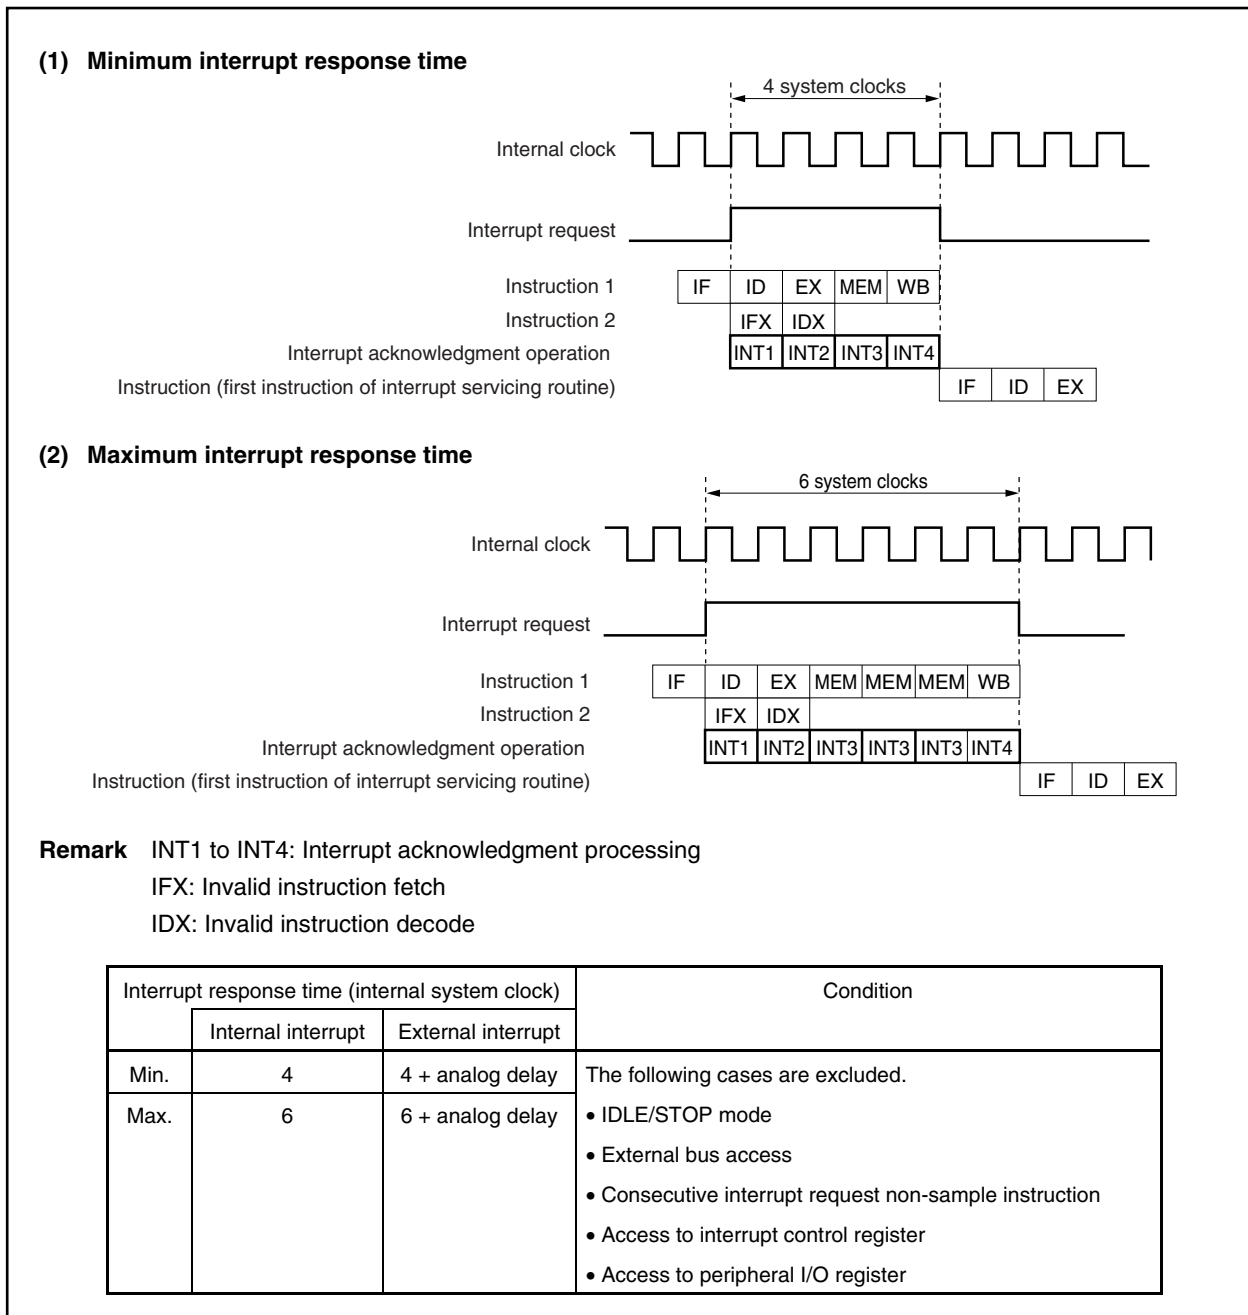 (1) Minimum interrupt response time
4 system clocks
Internal clock
Interrupt request
Instruction 1 IF ID EX MEM WB
Instruction 2 IFX IDX
Interrupt acknowledgment operation INT1 INT2 INT3 INT4
Instruction (first instruction of interrupt servicing routine) IF ID EX
(2) Maximum interrupt response time
6 system clocks
Internal clock
Interrupt request
Instruction 1 IF ID EX MEM MEM MEM WB
Instruction 2 IFX IDX
Interrupt acknowledgment operation INT1 INT2 INT3 INT3 INT3 INT4
Instruction (first instruction of interrupt servicing routine) IF ID EX
Remark INT1 to INT4: Interrupt acknowledgment processing
IFX: Invalid instruction fetch
IDX: Invalid instruction decode
Interrupt response time (internal system clock) Condition
Internal interrupt External interrupt
Min. 4 4 + analog delay The following cases are excluded.
Max. 6 6 + analog delay • IDLE/STOP mode
• External bus access
• Consecutive interrupt request non-sample instruction
• Access to interrupt control register
• Access to peripheral I/O register